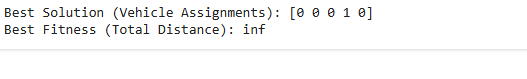 Best Solution (Vehicle Assignments): [0 0 0 1 0]
Best Fitness (Total Distance): inf